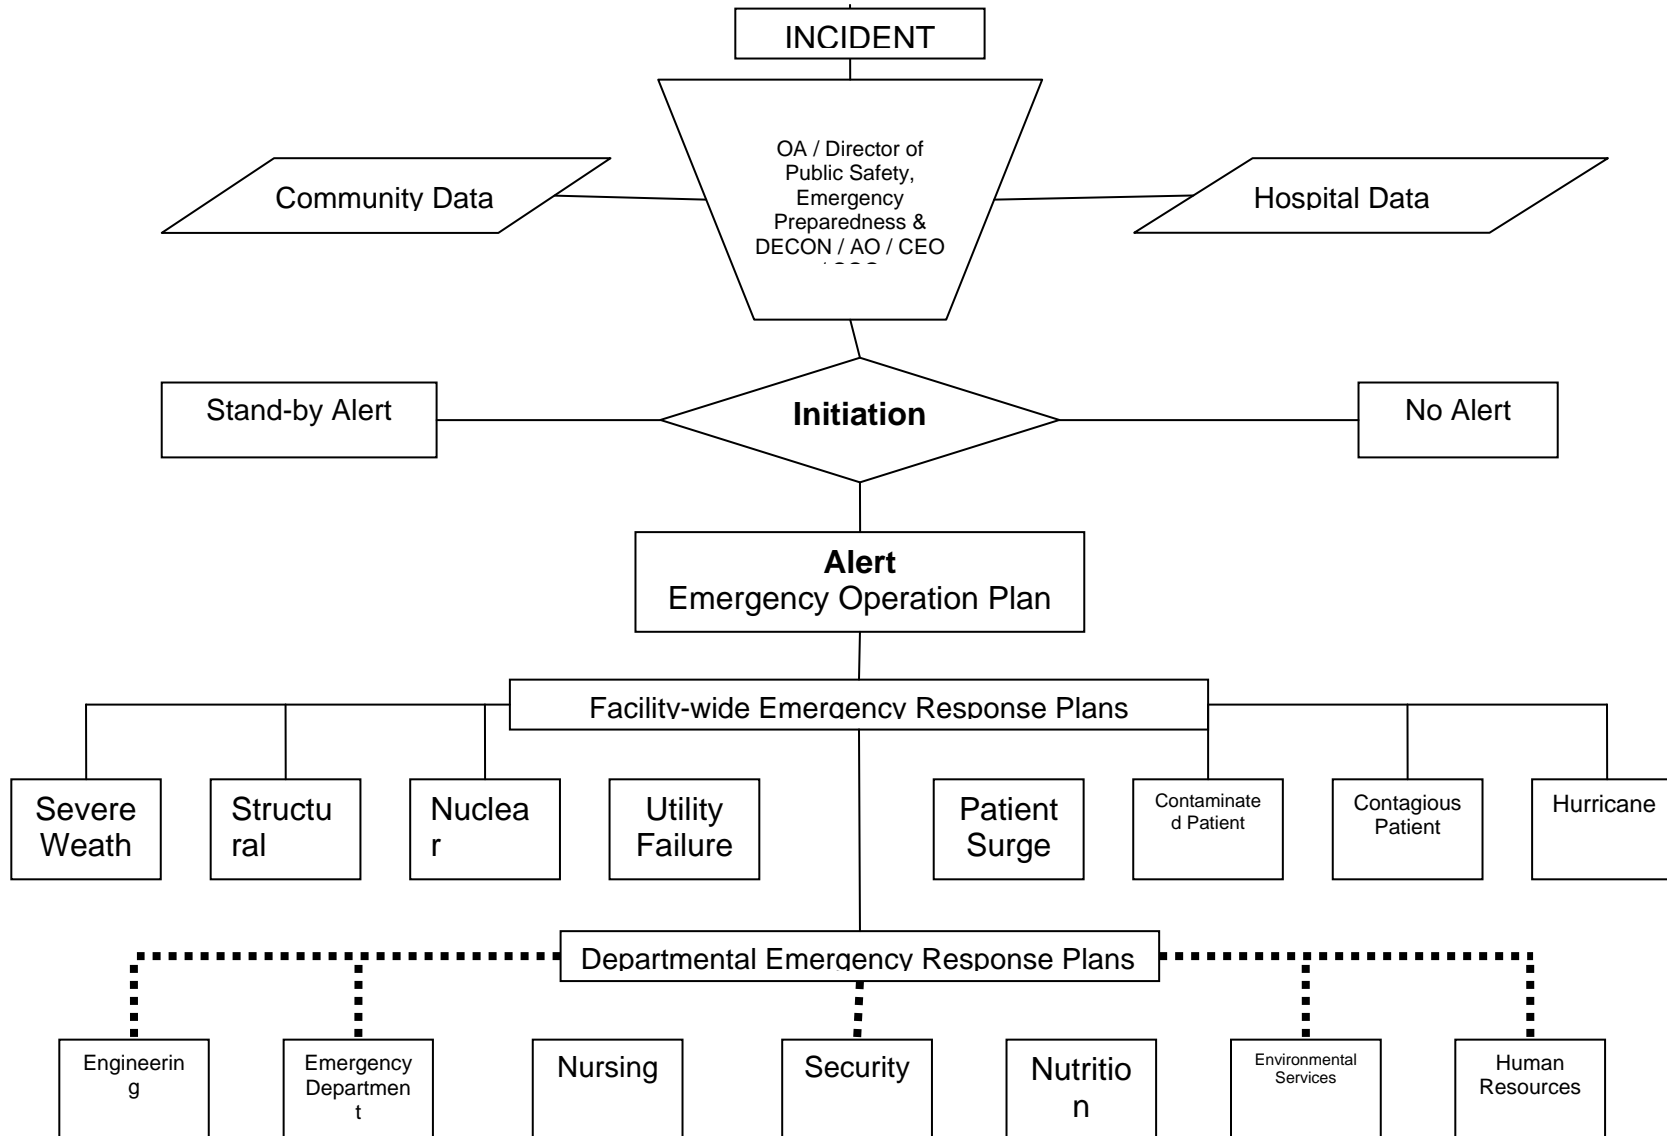 INCIDENT
OA / Director of
Public Safety,
Emergency
Preparedness &
DECON / AO / CEO
Community Data
Hospital Data
Stand-by Alert
Initiation
No Alert
Alert
Emergency Operation Plan
Facility-wide Emergency Response Plans
Severe
Weath
Structu
ral
Nuclea
r
Utility
Failure
Patient
Surge
Contaminate
d Patient
Contagious
Patient
Hurricane
Departmental Emergency Response Plans
Engineerin
g
Emergency
Departmen
t
Nursing
Security
Nutritio
n
Environmental
Services
Human
Resources